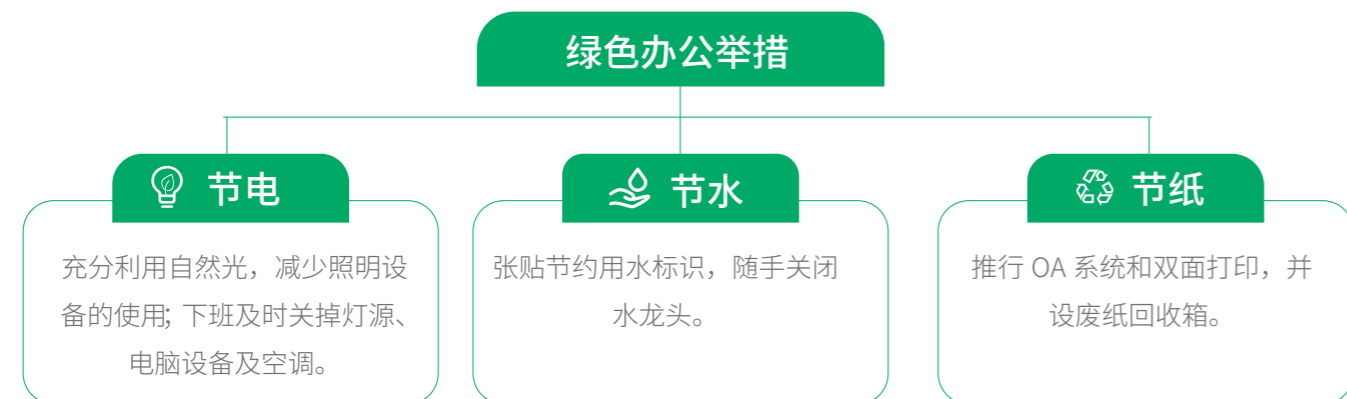 绿色办公举措
节电
充分利用自然光，减少照明设
备的使用；下班及时关掉灯源、
电脑设备及空调。
节水
张贴节约用水标识，随手关闭
水龙头。
节纸
推行 OA 系统和双面打印，并
设废纸回收箱。